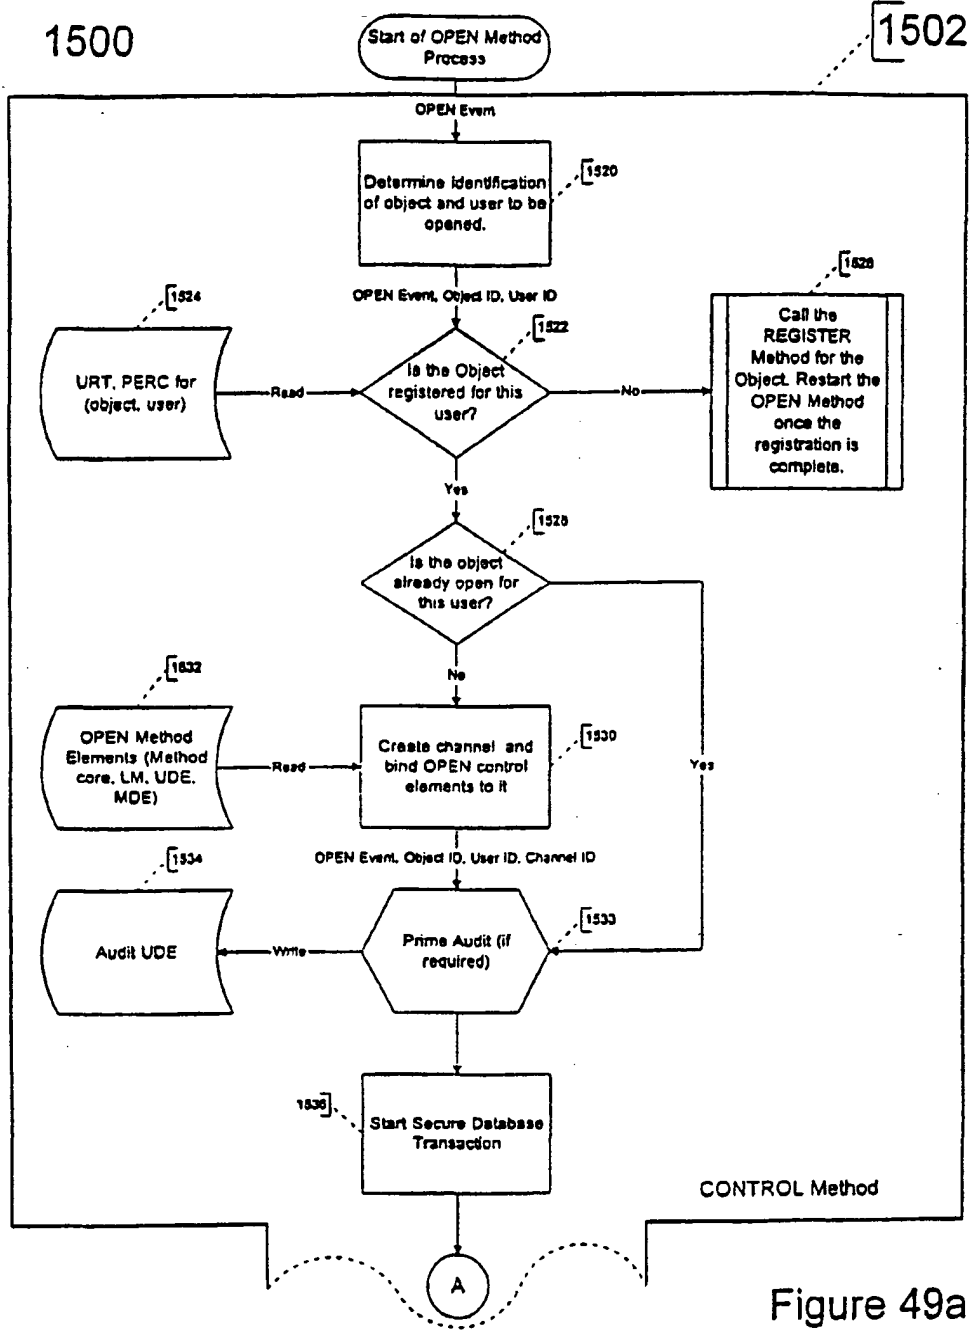 1500
1502
Start of OPEN Method
Process
OPEN Event
1520
Determine identification
of object and user to be
opened.
OPEN Event, Object ID, User ID
1524
1522
1526
URT, PERC for
(object, user)
Read
Is the Object
registered for this
user?
No
Call the
REGISTER
Method for the
Object. Restart the
OPEN Method
once the
registration is
complete.
Yes
1528
Is the object
already open for
this user?
No
Yes
1532
OPEN Method
Elements (Method
core, LM, UDE,
MDE)
Read
1530
Create channel and
bind OPEN control
elements to it
OPEN Event, Object ID, User ID, Channel ID
1534
Audit UDE
Write
1533
Prime Audit (if
required)
1536
Start Secure Database
Transaction
CONTROL Method
A
Figure 49a